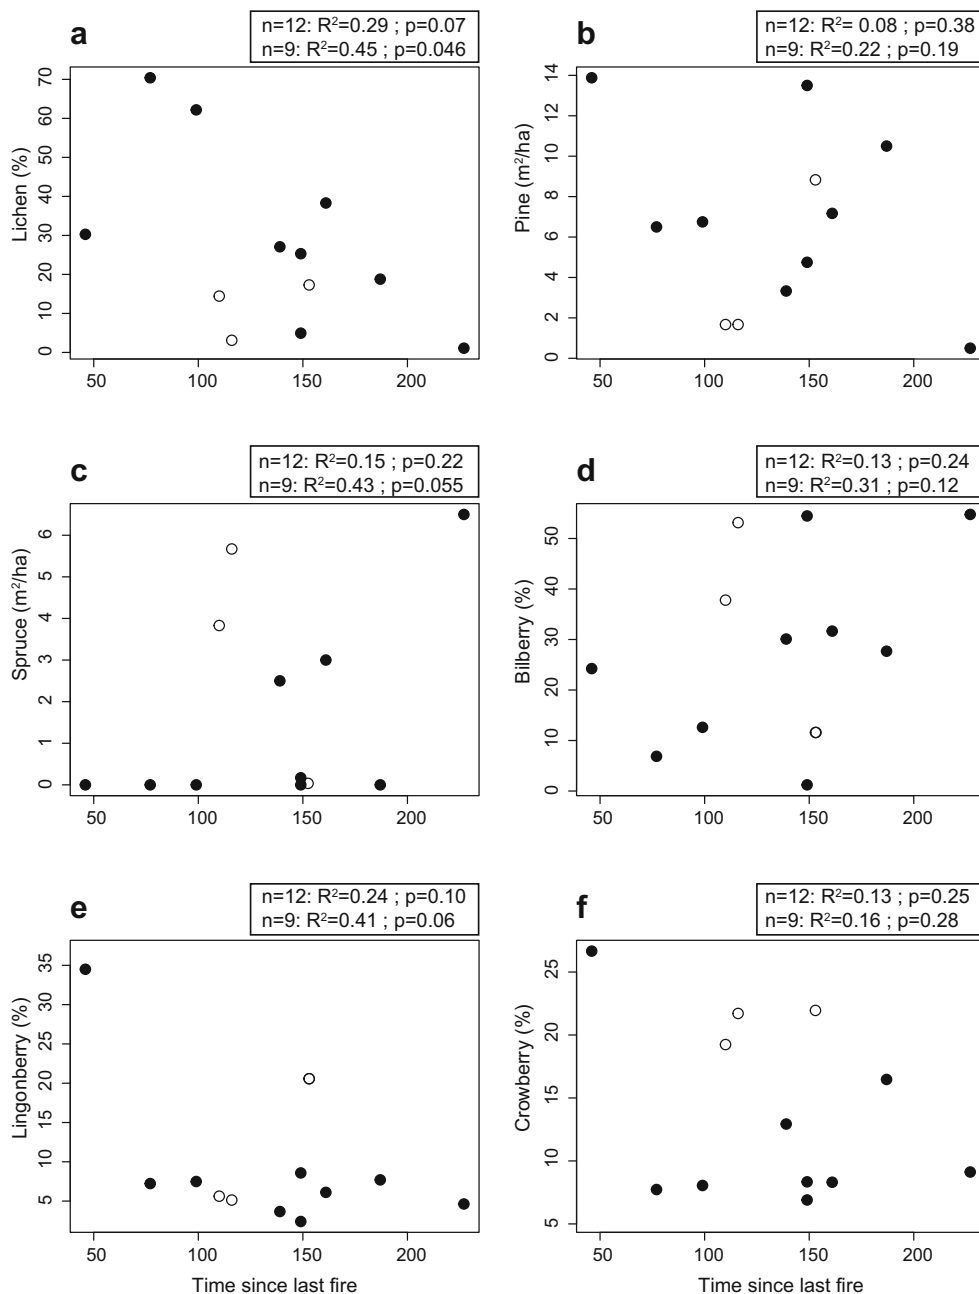 a
n=12: R²=0.29 ; p=0.07
n=9: R²=0.45 ; p=0.046
Lichen (%)
70
60
50
40
30
20
10
0
50 100 150 200
b
n=12: R²= 0.08 ; p=0.38
n=9: R²=0.22 ; p=0.19
Pine (m²/ha)
14
12
10
8
6
4
2
0
50 100 150 200
c
n=12: R²=0.15 ; p=0.22
n=9: R²=0.43 ; p=0.055
Spruce (m²/ha)
6
5
4
3
2
1
0
50 100 150 200
d
n=12: R²=0.13 ; p=0.24
n=9: R²=0.31 ; p=0.12
Bilberry (%)
50
40
30
20
10
0
50 100 150 200
e
n=12: R²=0.24 ; p=0.10
n=9: R²=0.41 ; p=0.06
Lingonberry (%)
35
30
25
20
15
10
5
50 100 150 200
Time since last fire
f
n=12: R²=0.13 ; p=0.25
n=9: R²=0.16 ; p=0.28
Crowberry (%)
25
20
15
10
5
50 100 150 200
Time since last fire